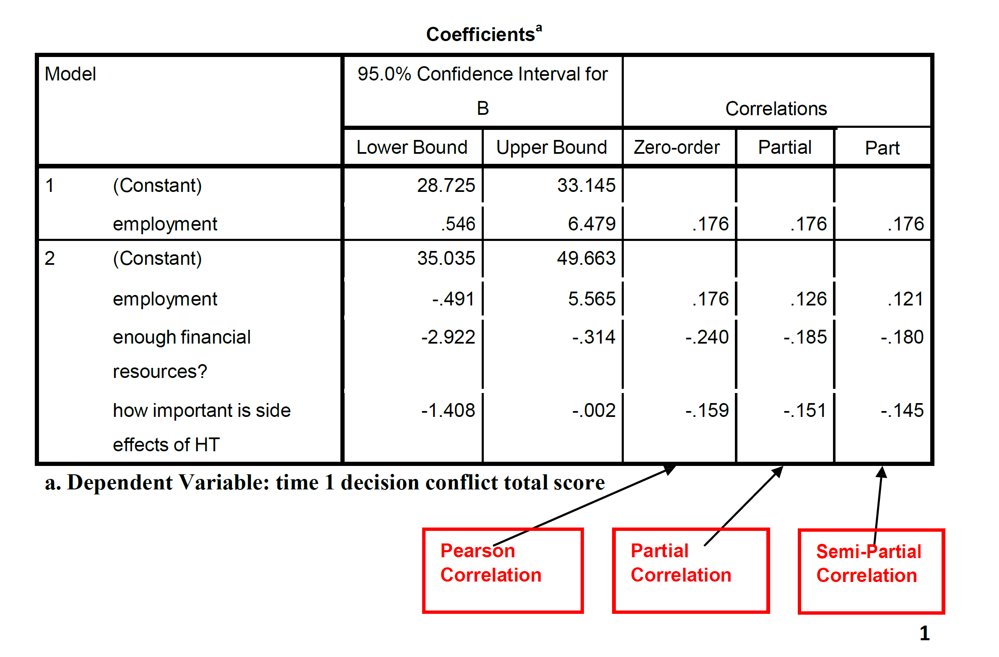 Coefficientsa
Model
95.0% Confidence Interval for
B
Correlations
Lower Bound Upper Bound Zero-order Partial Part
1 (Constant) 28.725 33.145
employment .546 6.479 .176 .176 .176
2 (Constant) 35.035 49.663
employment -.491 5.565 .176 .126 .121
enough financial -2.922 -.314 -.240 -.185 -.180
resources?
how important is side -1.408 -.002 -.159 -.151 -.145
effects of HT
a. Dependent Variable: time 1 decision conflict total score
Pearson
Correlation
Partial
Correlation
Semi-Partial
Correlation
1